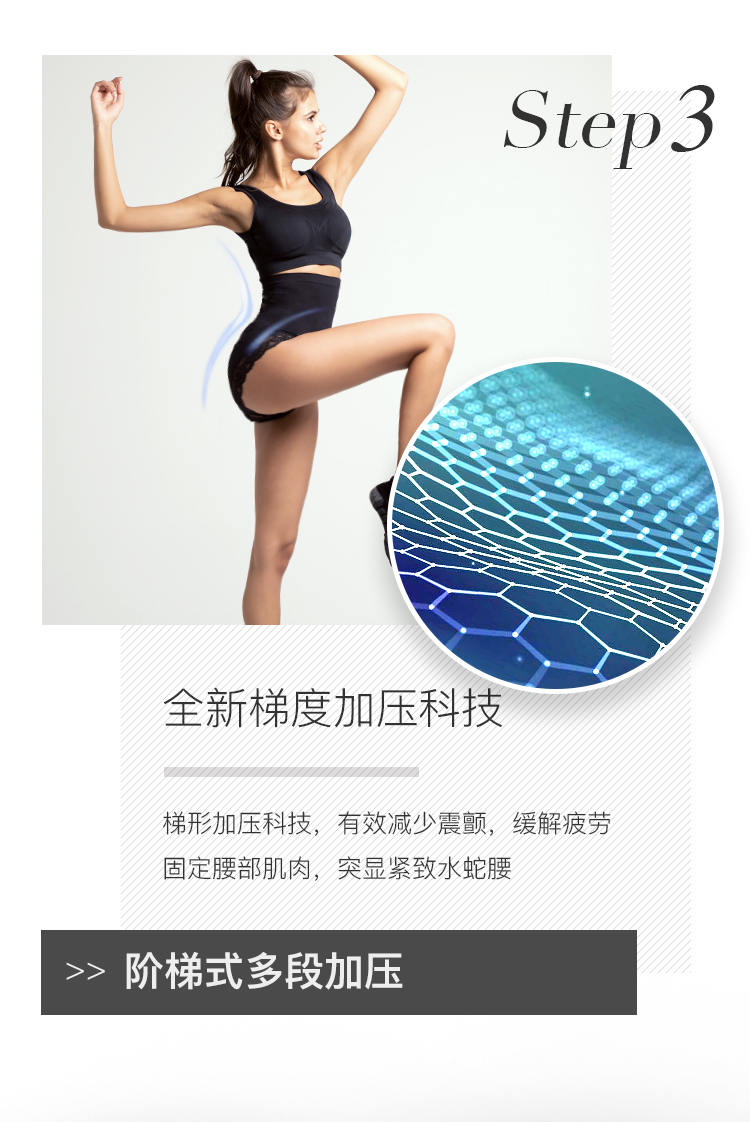 Step 3
全新梯度加压科技
梯形加压科技，有效减少震颤，缓解疲劳
固定腰部肌肉，突显紧致水蛇腰
>> 阶梯式多段加压